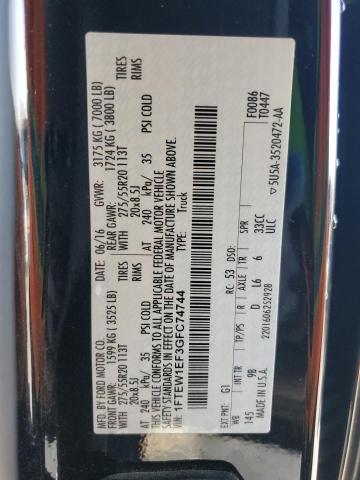 MFD. BY FORD MOTOR CO.
DATE: 06/16
GVWR: 3175 KG ( 7000 LB)
FRONT GAWR: 1599 KG ( 3525 LB)
REAR GAWR: 1724 KG ( 3800 LB)
WITH 275/55R20 113T TIRES
20x8.5J RIMS
AT 240 kPa/ 35 PSI COLD
WITH 275/55R20 113T TIRES
20x8.5J RIMS
AT 240 kPa/ 35 PSI COLD
THIS VEHICLE CONFORMS TO ALL APPLICABLE FEDERAL MOTOR VEHICLE
SAFETY STANDARDS IN EFFECT ON THE DATE OF MANUFACTURE SHOWN ABOVE.
VIN: 1FTEW1EF3GFC74744
TYPE: Truck
F0086
T0447
EXT PNT: G1
RC: 53 DSO:
WB INT TR TP/PS R AXLE TR SPR
145 9B D L6 6 33CC
ULC
MADE IN U.S.A.
2201606252928
5U5A-3520472-AA